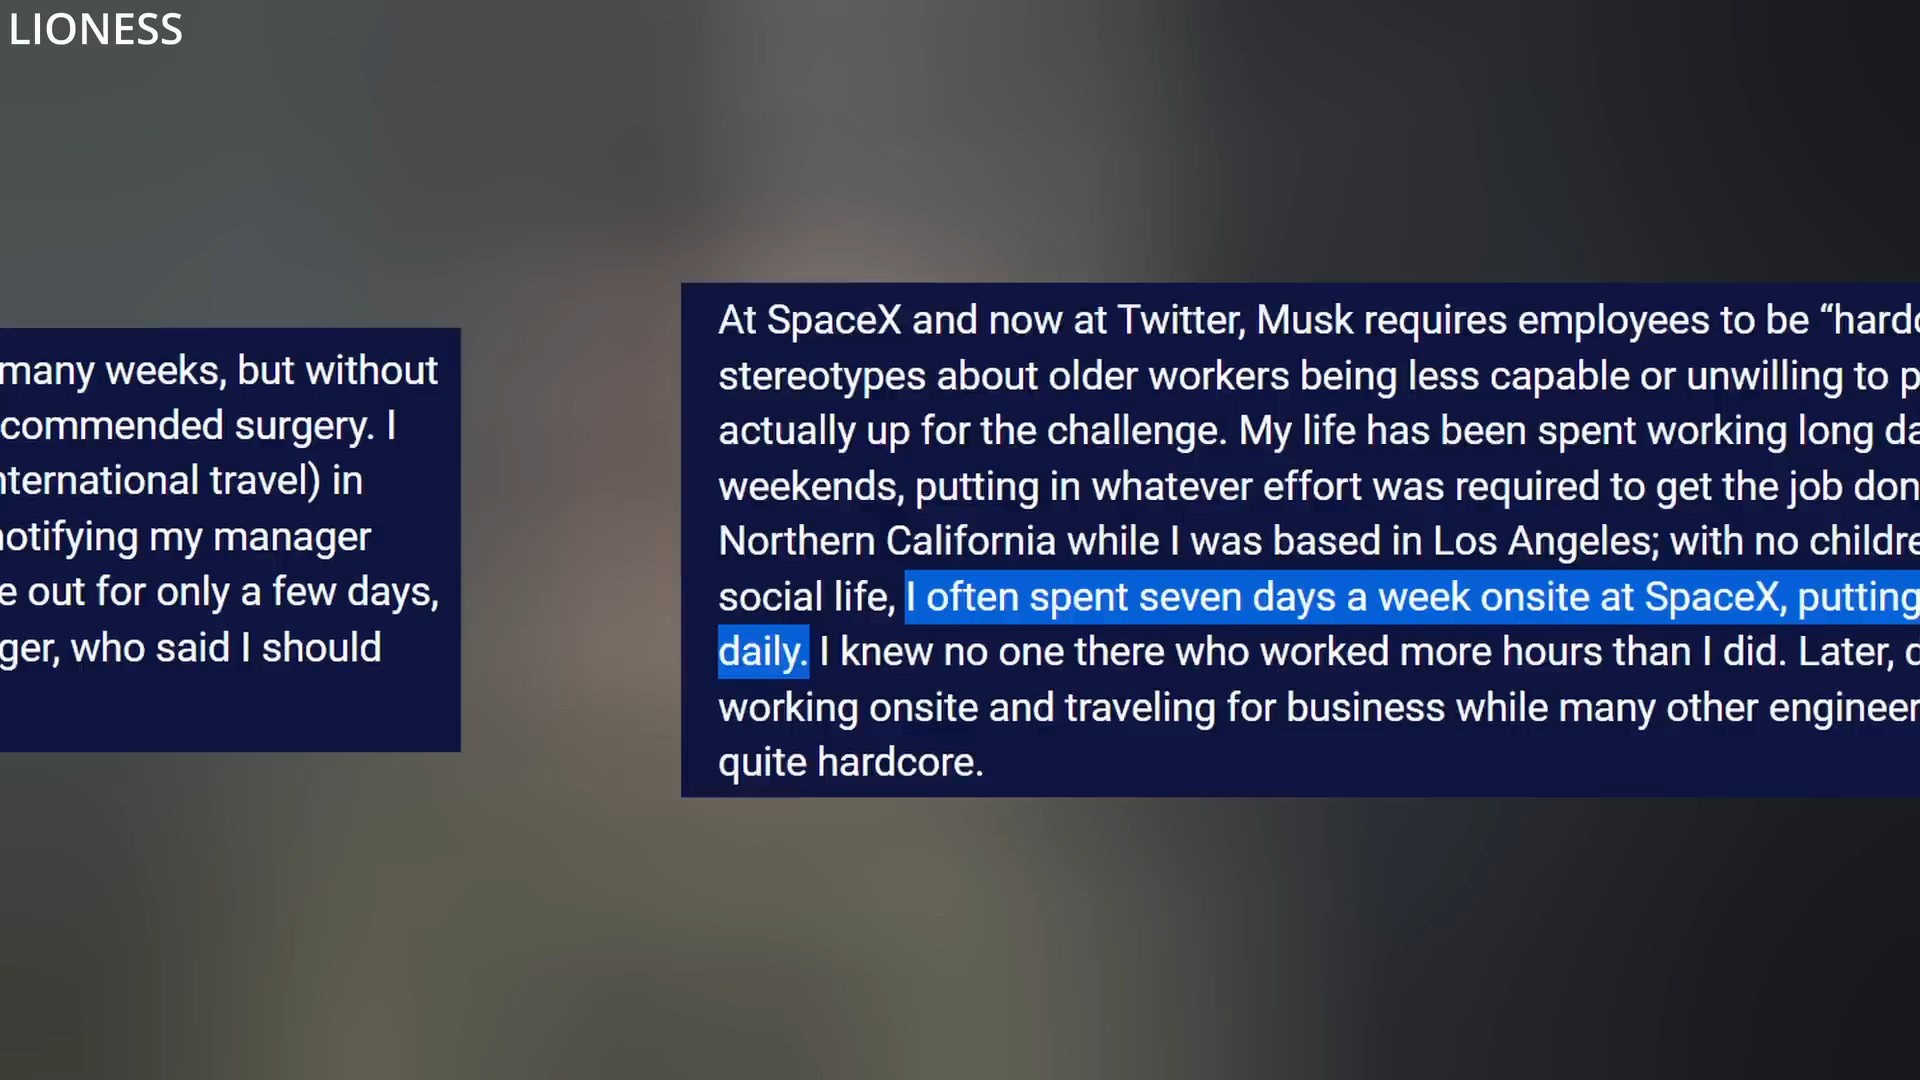 LIONESS
many weeks, but without
commended surgery. I
nternational travel) in
notifying my manager
e out for only a few days,
ger, who said I should
At SpaceX and now at Twitter, Musk requires employees to be “hardc
stereotypes about older workers being less capable or unwilling to p
actually up for the challenge. My life has been spent working long da
weekends, putting in whatever effort was required to get the job don
Northern California while I was based in Los Angeles; with no childre
social life, I often spent seven days a week onsite at SpaceX, putting
daily. I knew no one there who worked more hours than I did. Later, d
working onsite and traveling for business while many other engineer
quite hardcore.